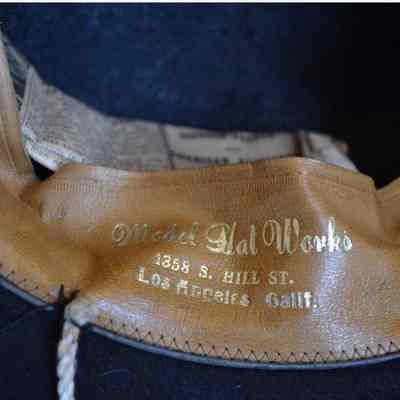 Model Hat Works
1358 S. HILL ST.
Los Angeles Calif.